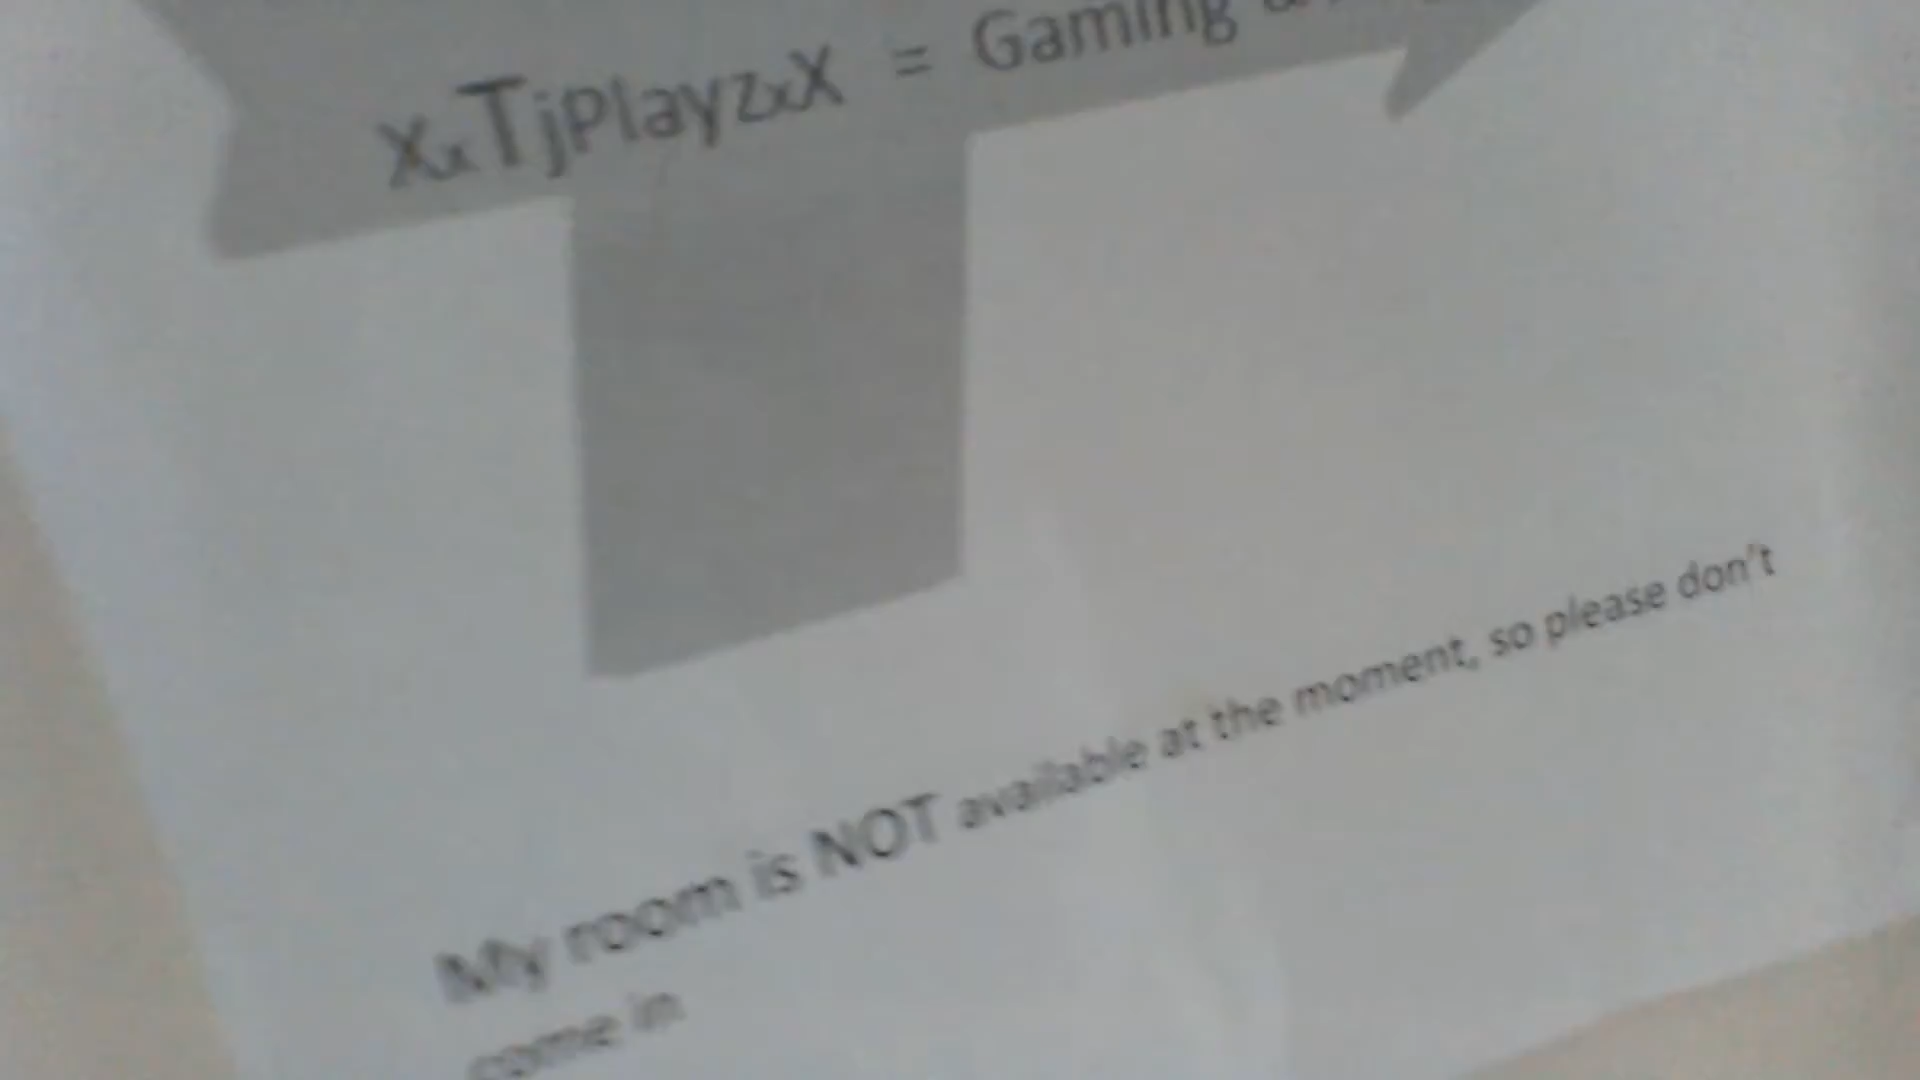 XxTjPlayzxX = Gaming
My room is NOT available at the moment, so please don't
come in